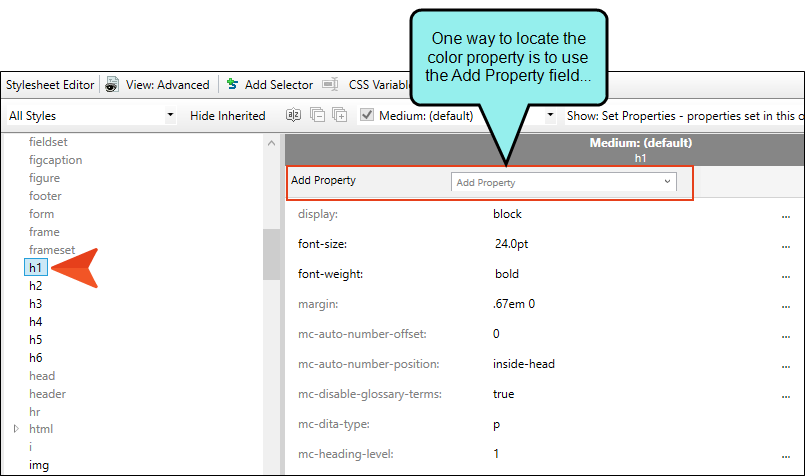 One way to locate the
color property is to use
the Add Property field...
Stylesheet Editor View: Advanced Add Selector CSS Variable
All Styles Hide Inherited Medium: (default) Show: Set Properties - properties set in this o
fieldset
figcaption
figure
footer
form
frame
frameset
h1
h2
h3
h4
h5
h6
head
header
hr
html
i
img
Medium: (default)
h1
Add Property Add Property
display: block ...
font-size: 24.0pt
font-weight: bold
margin: .67em 0 ...
mc-auto-number-offset: 0 ...
mc-auto-number-position: inside-head ...
mc-disable-glossary-terms: true ...
mc-dita-type: p
mc-heading-level: 1 ...